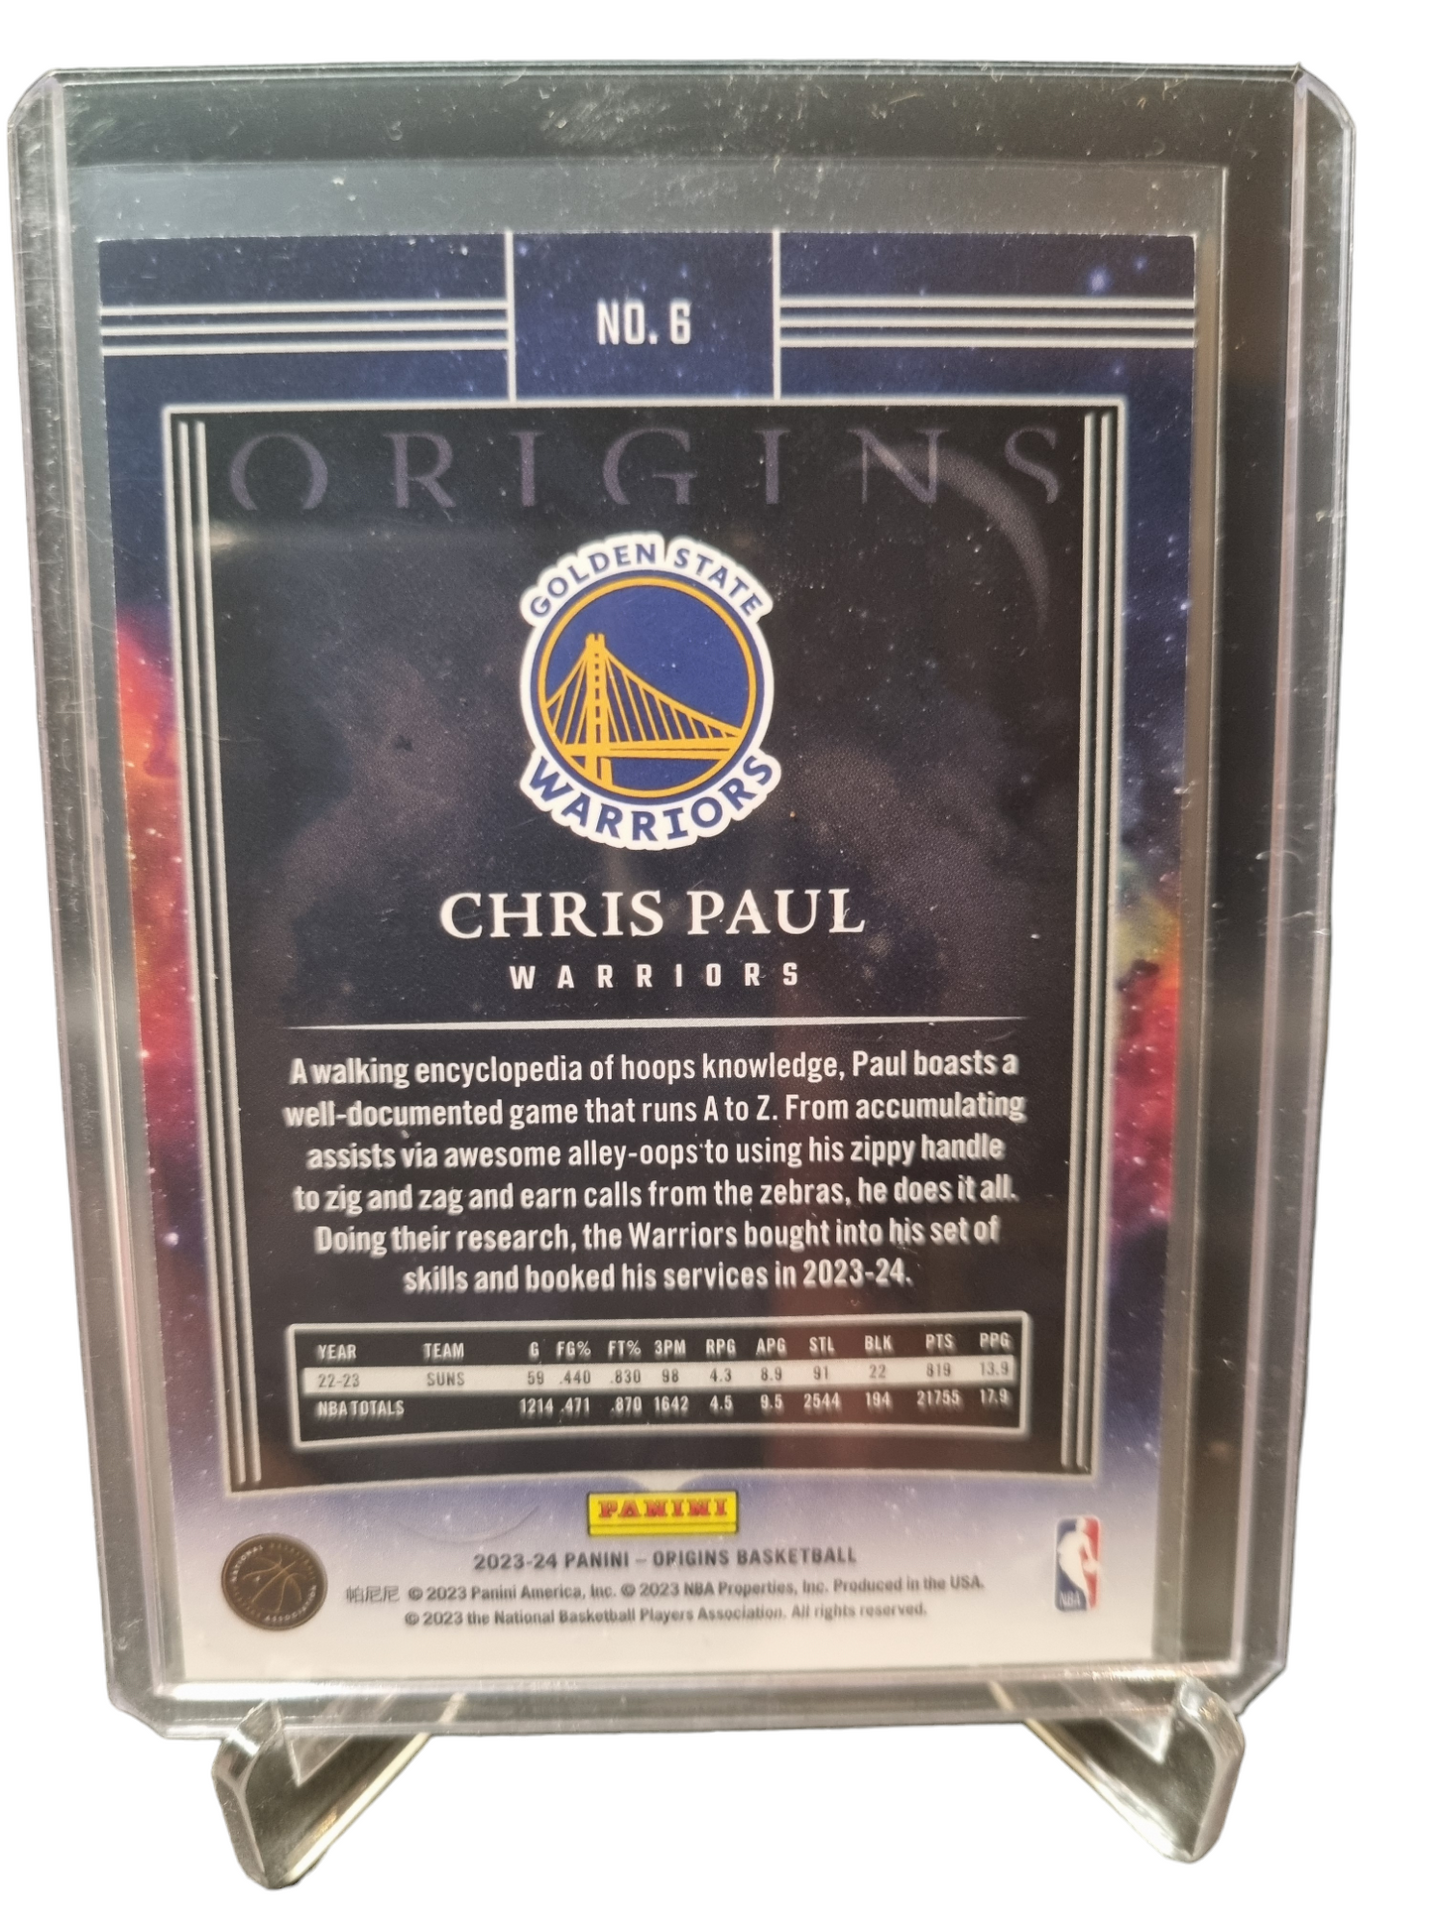 NO. 6
ORIGINS
GOLDEN STATE
WARRIORS
CHRIS PAUL
WARRIORS
A walking encyclopedia of hoops knowledge, Paul boasts a
well-documented game that runs A to Z. From accumulating
assists via awesome alley-oops to using his zippy handle
to zig and zag and earn calls from the zebras, he does it all.
Doing their research, the Warriors bought into his set of
skills and booked his services in 2023-24.
YEAR TEAM G FG% FT% 3PM RPG APG STL BLK PTS PPG
22-23 SUNS 59 .440 .830 98 4.3 8.9 91 22 819 13.9
NBA TOTALS 1214 .471 .870 1642 4.5 9.5 2544 194 21755 17.9
PANINI
2023-24 PANINI – ORIGINS BASKETBALL
帕尼尼 © 2023 Panini America, Inc. © 2023 NBA Properties, Inc. Produced in the USA.
© 2023 the National Basketball Players Association. All rights reserved.
NATIONAL BASKETBALL PLAYERS ASSOCIATION
NBA